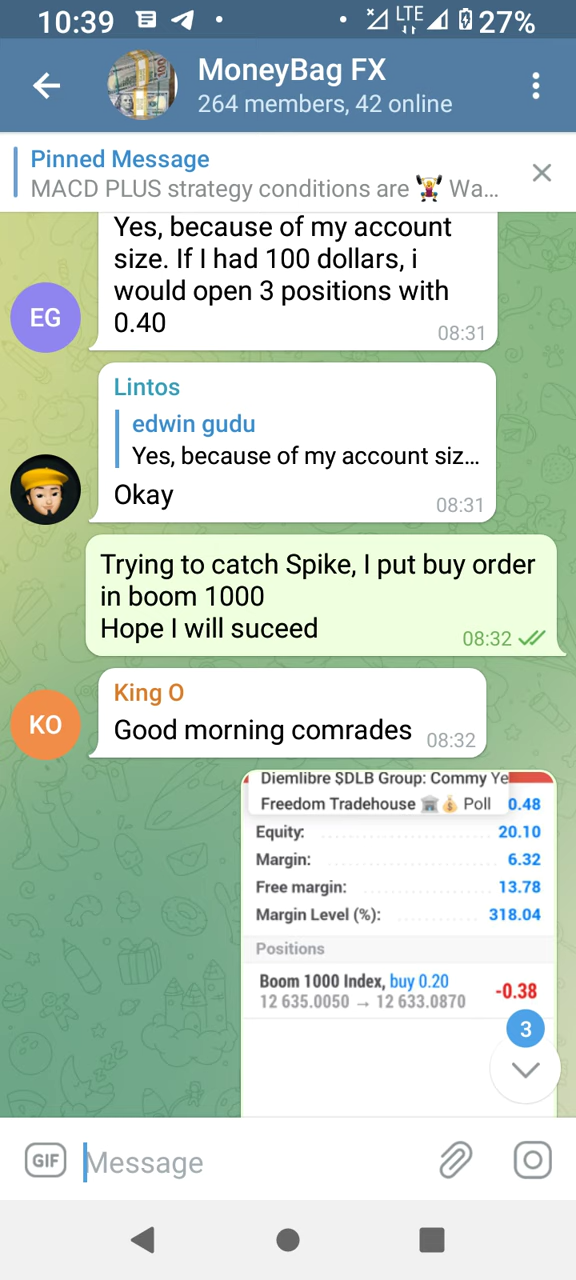 10:39
LTE
27%
MoneyBag FX
264 members, 42 online
Pinned Message
MACD PLUS strategy conditions are 🏋️ Wa...
Yes, because of my account
size. If I had 100 dollars, i
would open 3 positions with
0.40
08:31
EG
Lintos
edwin gudu
Yes, because of my account siz...
Okay
08:31
Trying to catch Spike, I put buy order
in boom 1000
Hope I will suceed
08:32
King O
KO
Good morning comrades
08:32
Diemlibre $DLB Group: Commy Ye
Freedom Tradehouse 🏦💰 Poll
0.48
Equity: 20.10
Margin: 6.32
Free margin: 13.78
Margin Level (%): 318.04
Positions
Boom 1000 Index, buy 0.20
-0.38
12 635.0050 → 12 633.0870
3
GIF
Message